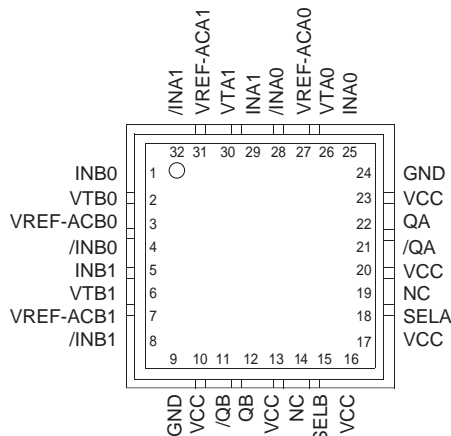 /INA1 VREF-ACA1 VTA1 INA1 /INA0 VREF-ACA0 VTA0 INA0
32 31 30 29 28 27 26 25
INB0 1 24 GND
VTB0 2 23 VCC
VREF-ACB0 3 22 QA
/INB0 4 21 /QA
INB1 5 20 VCC
VTB1 6 19 NC
VREF-ACB1 7 18 SELA
/INB1 8 17 VCC
9 10 11 12 13 14 15 16
GND VCC /QB QB VCC NC SELB VCC